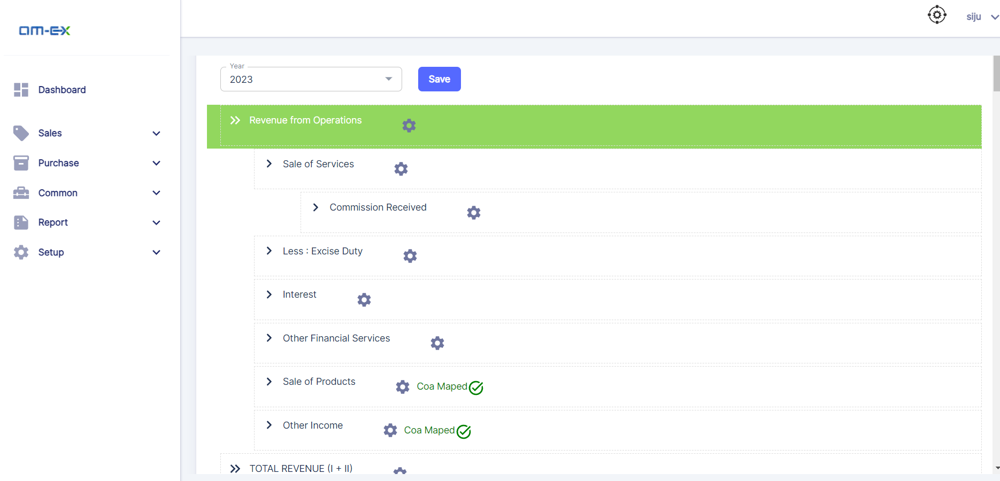 am-ex
siju
Dashboard
Sales
Purchase
Common
Report
Setup
Year
2023
Save
Revenue from Operations
Sale of Services
Commission Received
Less : Excise Duty
Interest
Other Financial Services
Sale of Products
Coa Maped
Other Income
Coa Maped
TOTAL REVENUE (I + II)